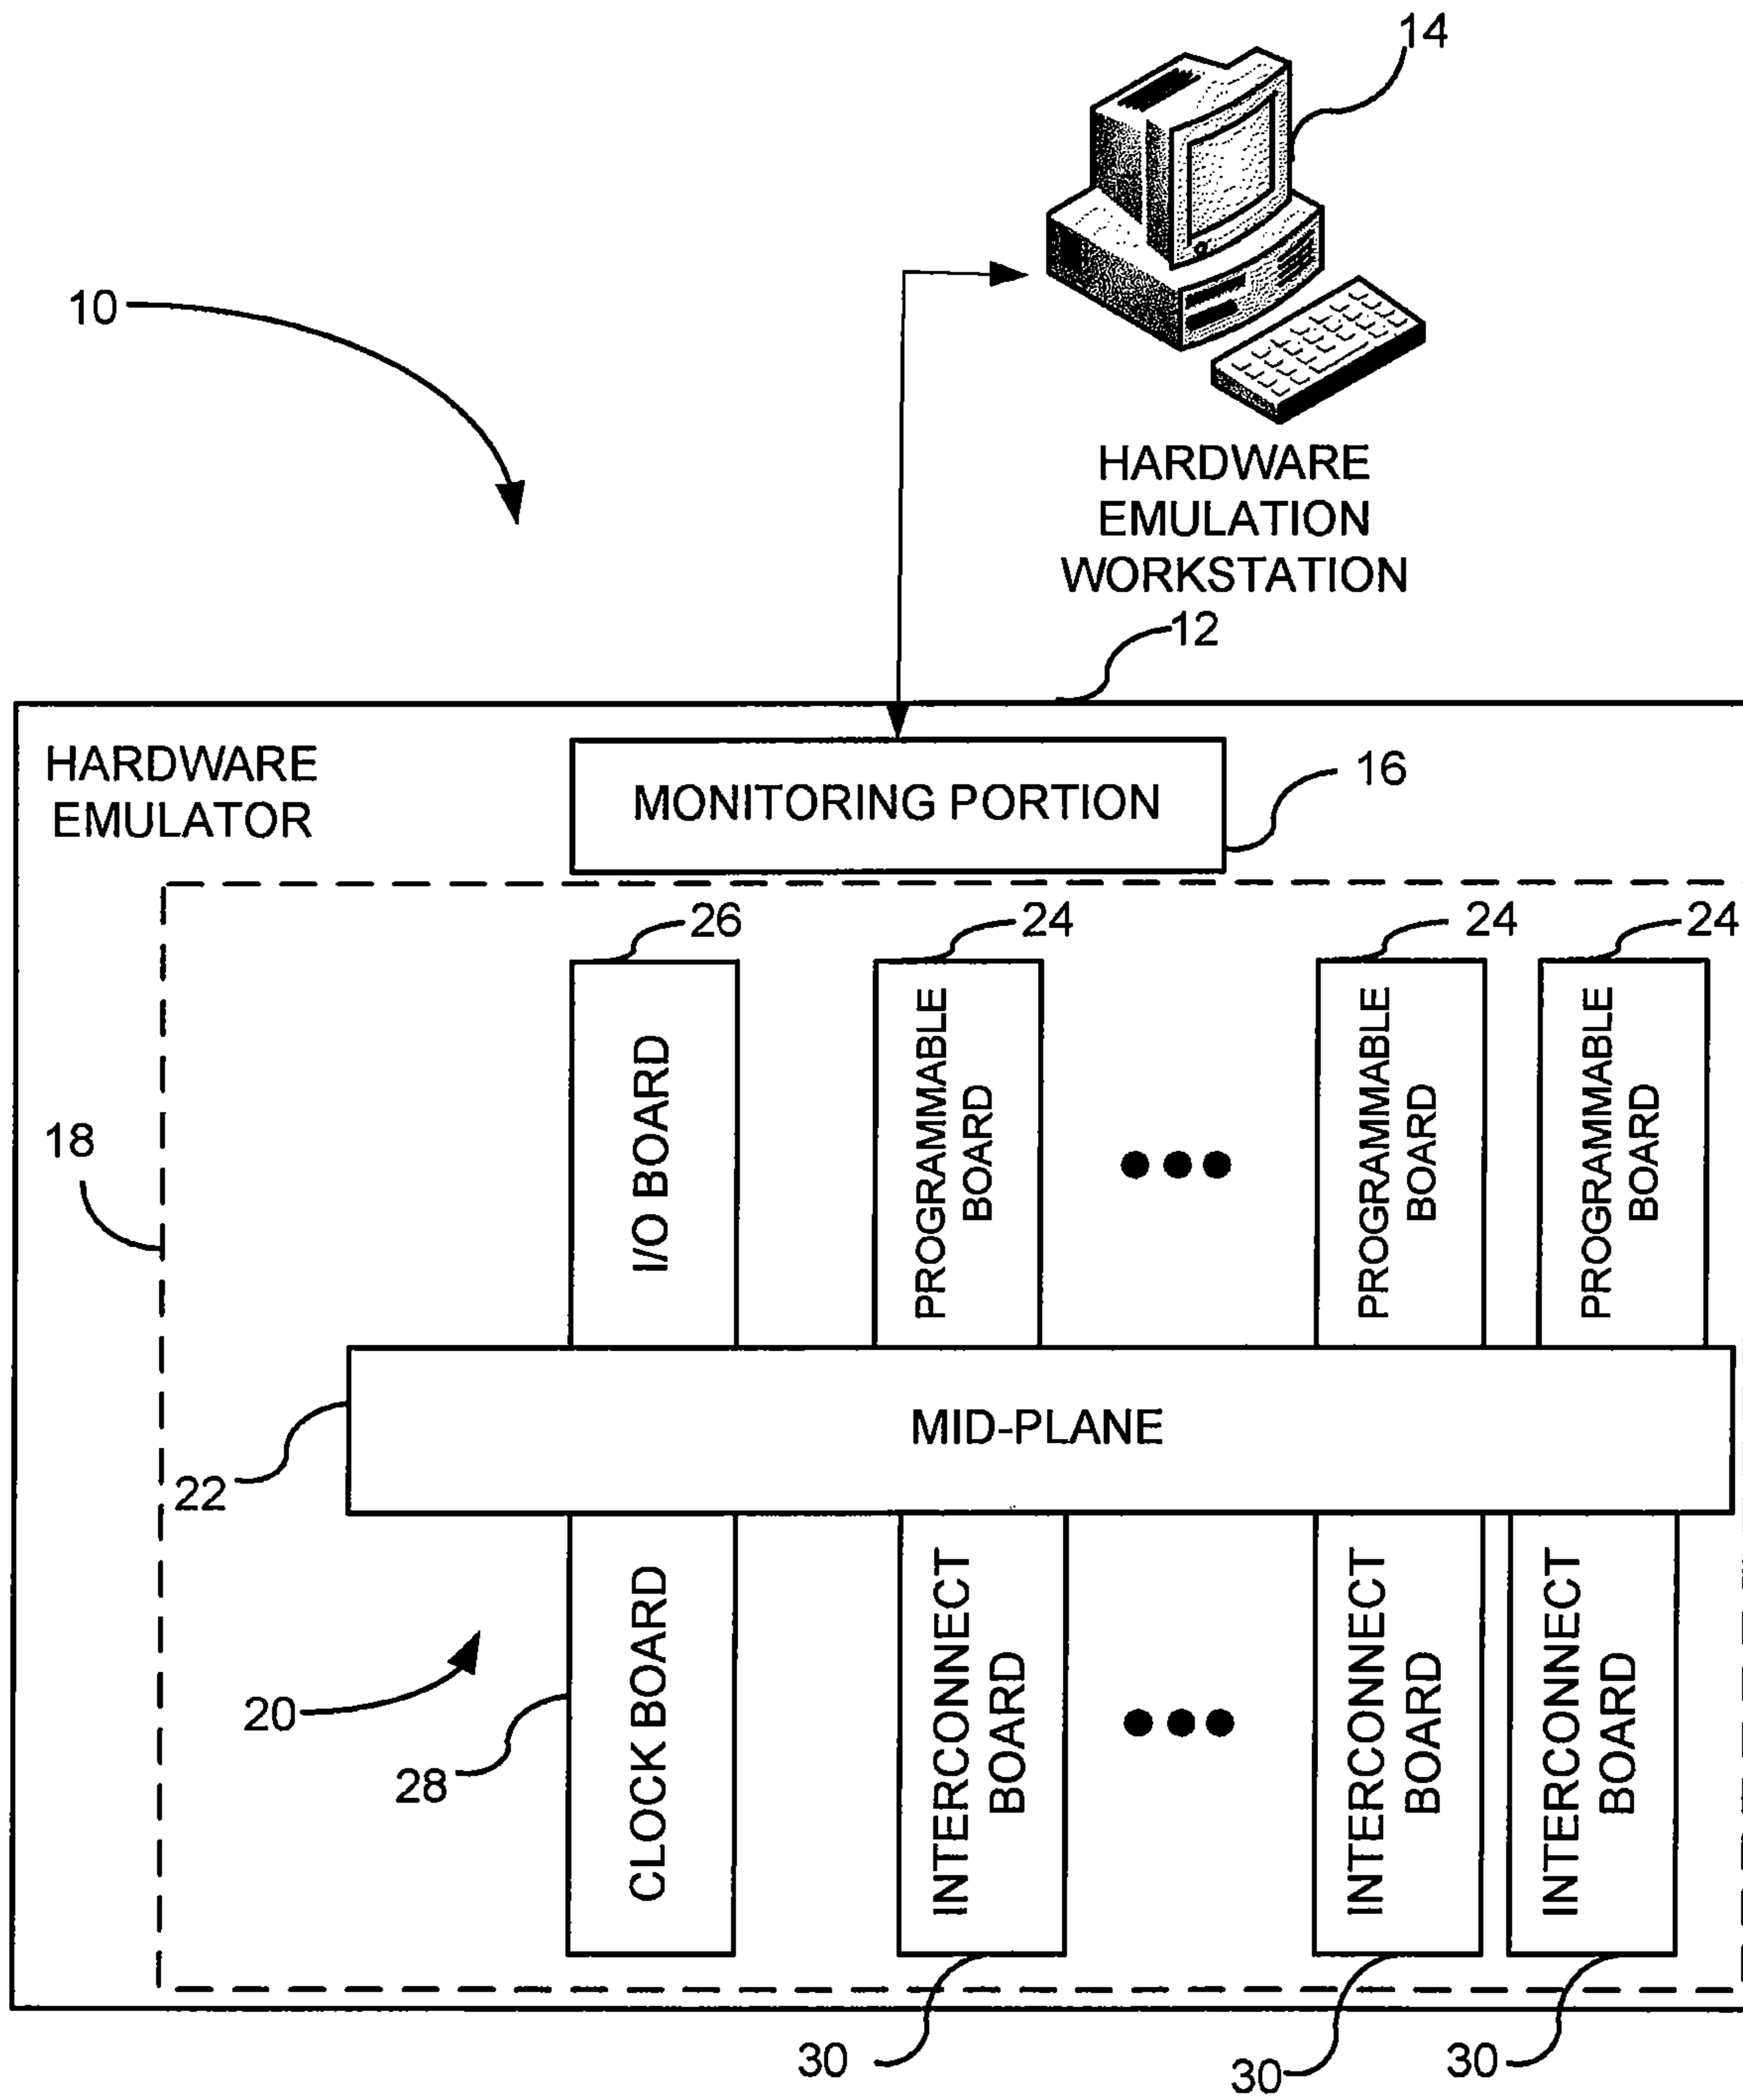 14
10
HARDWARE
EMULATION
WORKSTATION
12
HARDWARE
EMULATOR
MONITORING PORTION
16
26
24
24
24
I/O BOARD
PROGRAMMABLE
BOARD
PROGRAMMABLE
BOARD
PROGRAMMABLE
BOARD
18
MID-PLANE
22
CLOCK BOARD
INTERCONNECT
BOARD
INTERCONNECT
BOARD
INTERCONNECT
BOARD
20
28
30
30
30